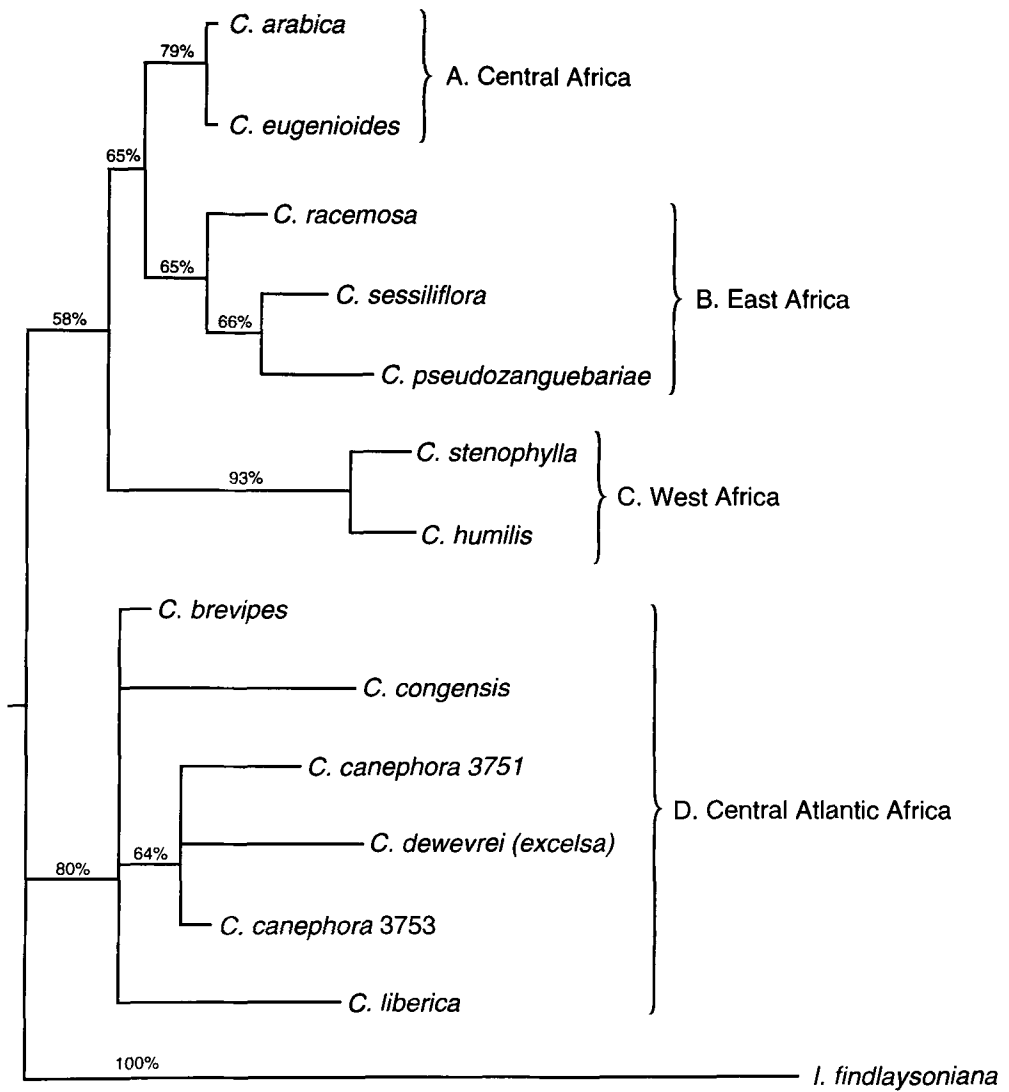 C. arabica
79%
A. Central Africa
C. eugenioides
65%
C. racemosa
65%
C. sessiliflora
B. East Africa
66%
58%
C. pseudozanguebariae
C. stenophylla
93%
C. West Africa
C. humilis
C. brevipes
C. congensis
C. canephora 3751
D. Central Atlantic Africa
C. dewevrei (excelsa)
64%
80%
C. canephora 3753
C. liberica
100%
I. findlaysoniana